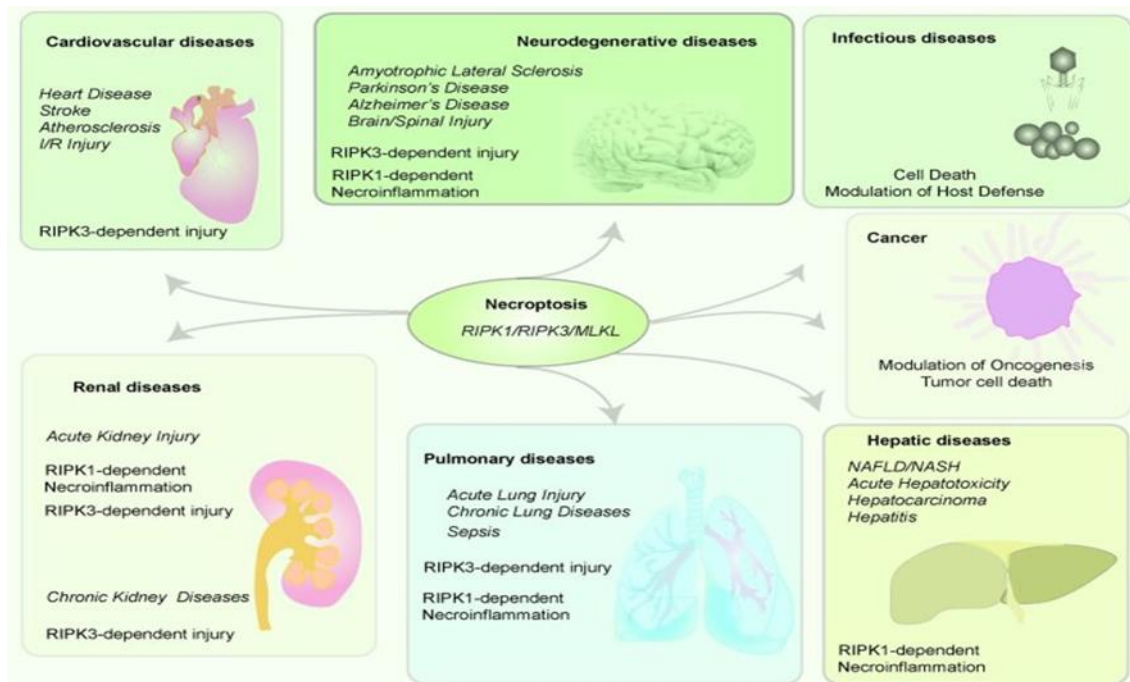 Cardiovascular diseases
Heart Disease
Stroke
Atherosclerosis
I/R Injury
RIPK3-dependent injury
Neurodegenerative diseases
Amyotrophic Lateral Sclerosis
Parkinson's Disease
Alzheimer's Disease
Brain/Spinal Injury
RIPK3-dependent injury
RIPK1-dependent
Necroinflammation
Infectious diseases
Cell Death
Modulation of Host Defense
Cancer
Modulation of Oncogenesis
Tumor cell death
Necroptosis
RIPK1/RIPK3/MLKL
Renal diseases
Acute Kidney Injury
RIPK1-dependent
Necroinflammation
RIPK3-dependent injury
Chronic Kidney Diseases
RIPK3-dependent injury
Pulmonary diseases
Acute Lung Injury
Chronic Lung Diseases
Sepsis
RIPK3-dependent injury
RIPK1-dependent
Necroinflammation
Hepatic diseases
NAFLD/NASH
Acute Hepatotoxicity
Hepatocarcinoma
Hepatitis
RIPK1-dependent
Necroinflammation